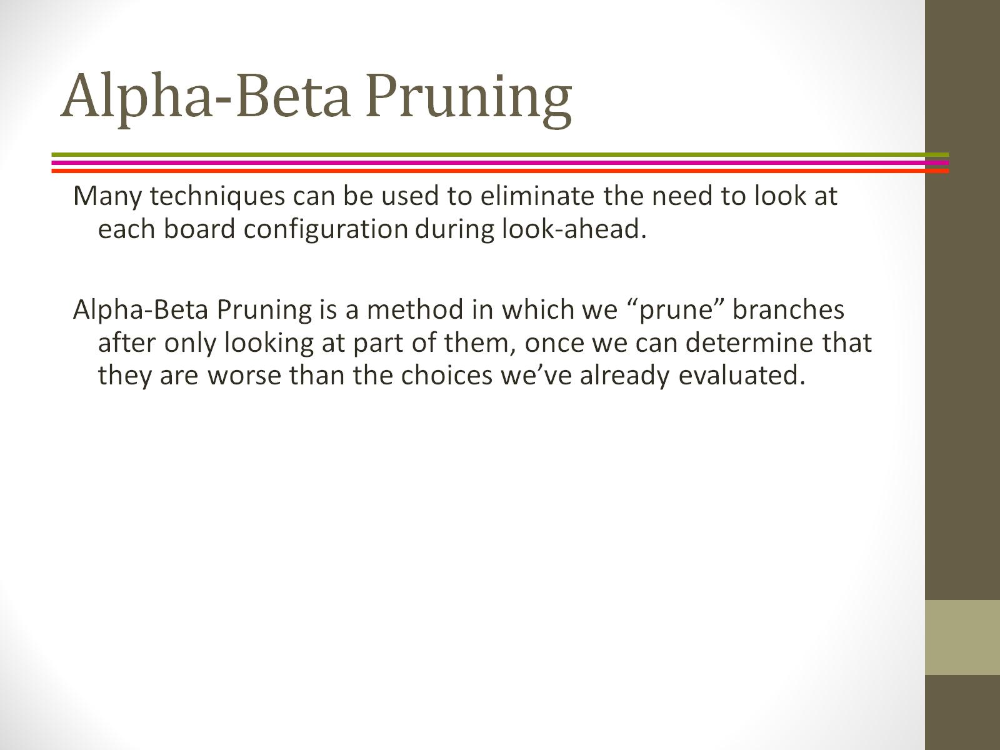 Alpha-Beta Pruning
Many techniques can be used to eliminate the need to look at
each board configuration during look-ahead.
Alpha-Beta Pruning is a method in which we “prune” branches
after only looking at part of them, once we can determine that
they are worse than the choices we’ve already evaluated.